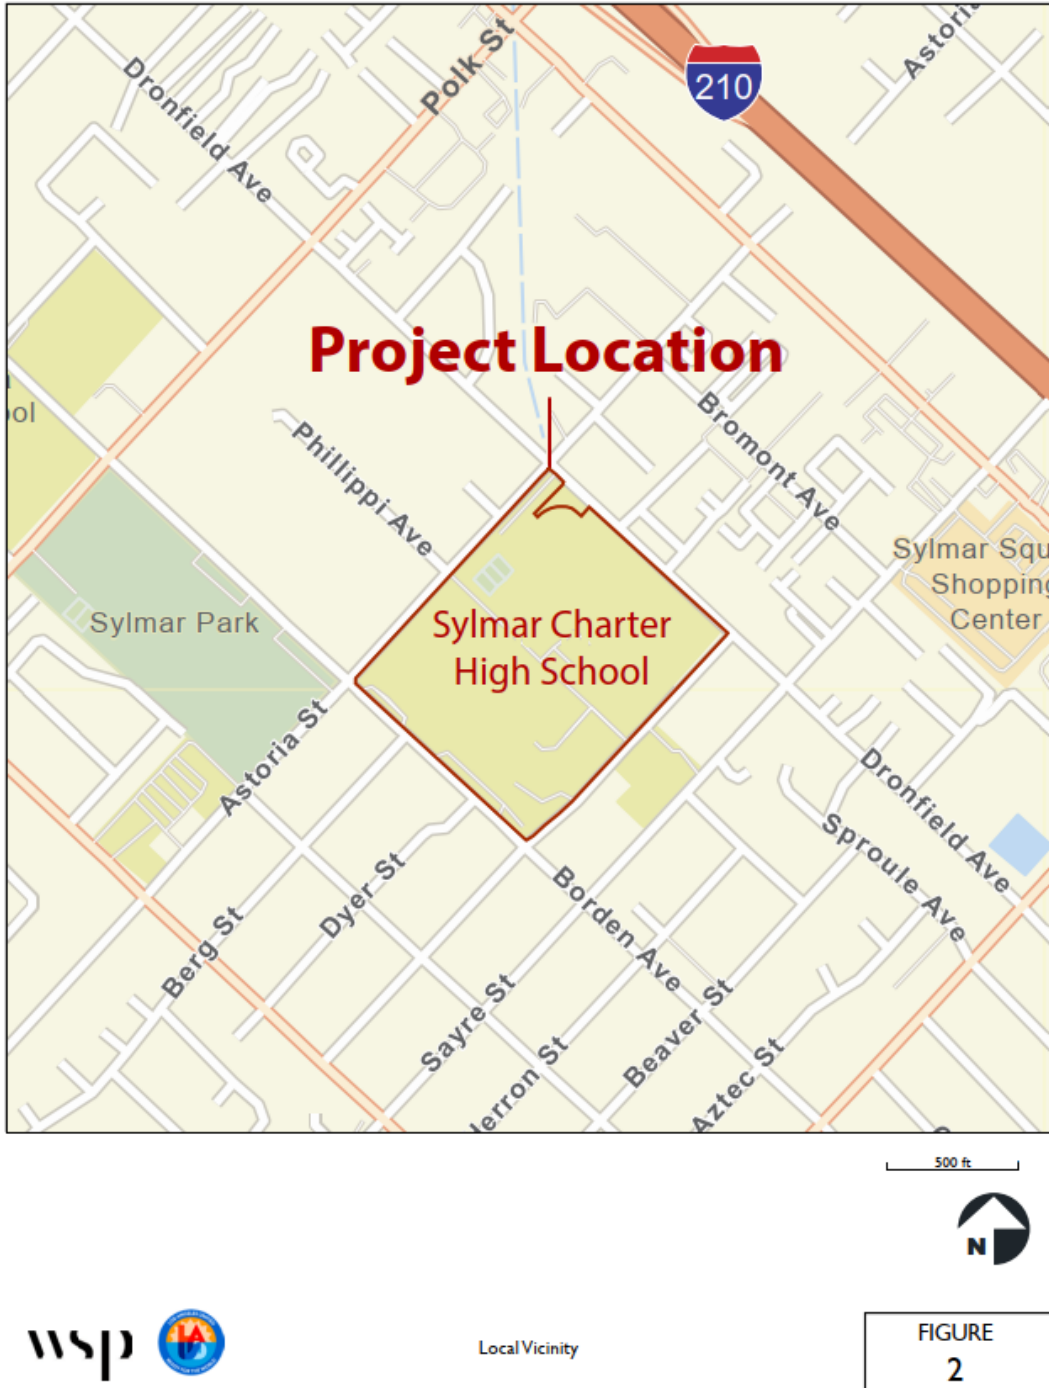 Astoria
Polk St
Dronfield Ave
210
Project Location
ool
Phillippi Ave
Bromont Ave
Sylmar Squ
Shopping
Center
Sylmar Park
Sylmar Charter
High School
Astoria St
Dronfield Ave
Sproule Ave
Dyer St
Borden Ave
Berg St
Sayre St
Beaver St
lerron St
Aztec St
500 ft
N
wsp
Local Vicinity
FIGURE
2